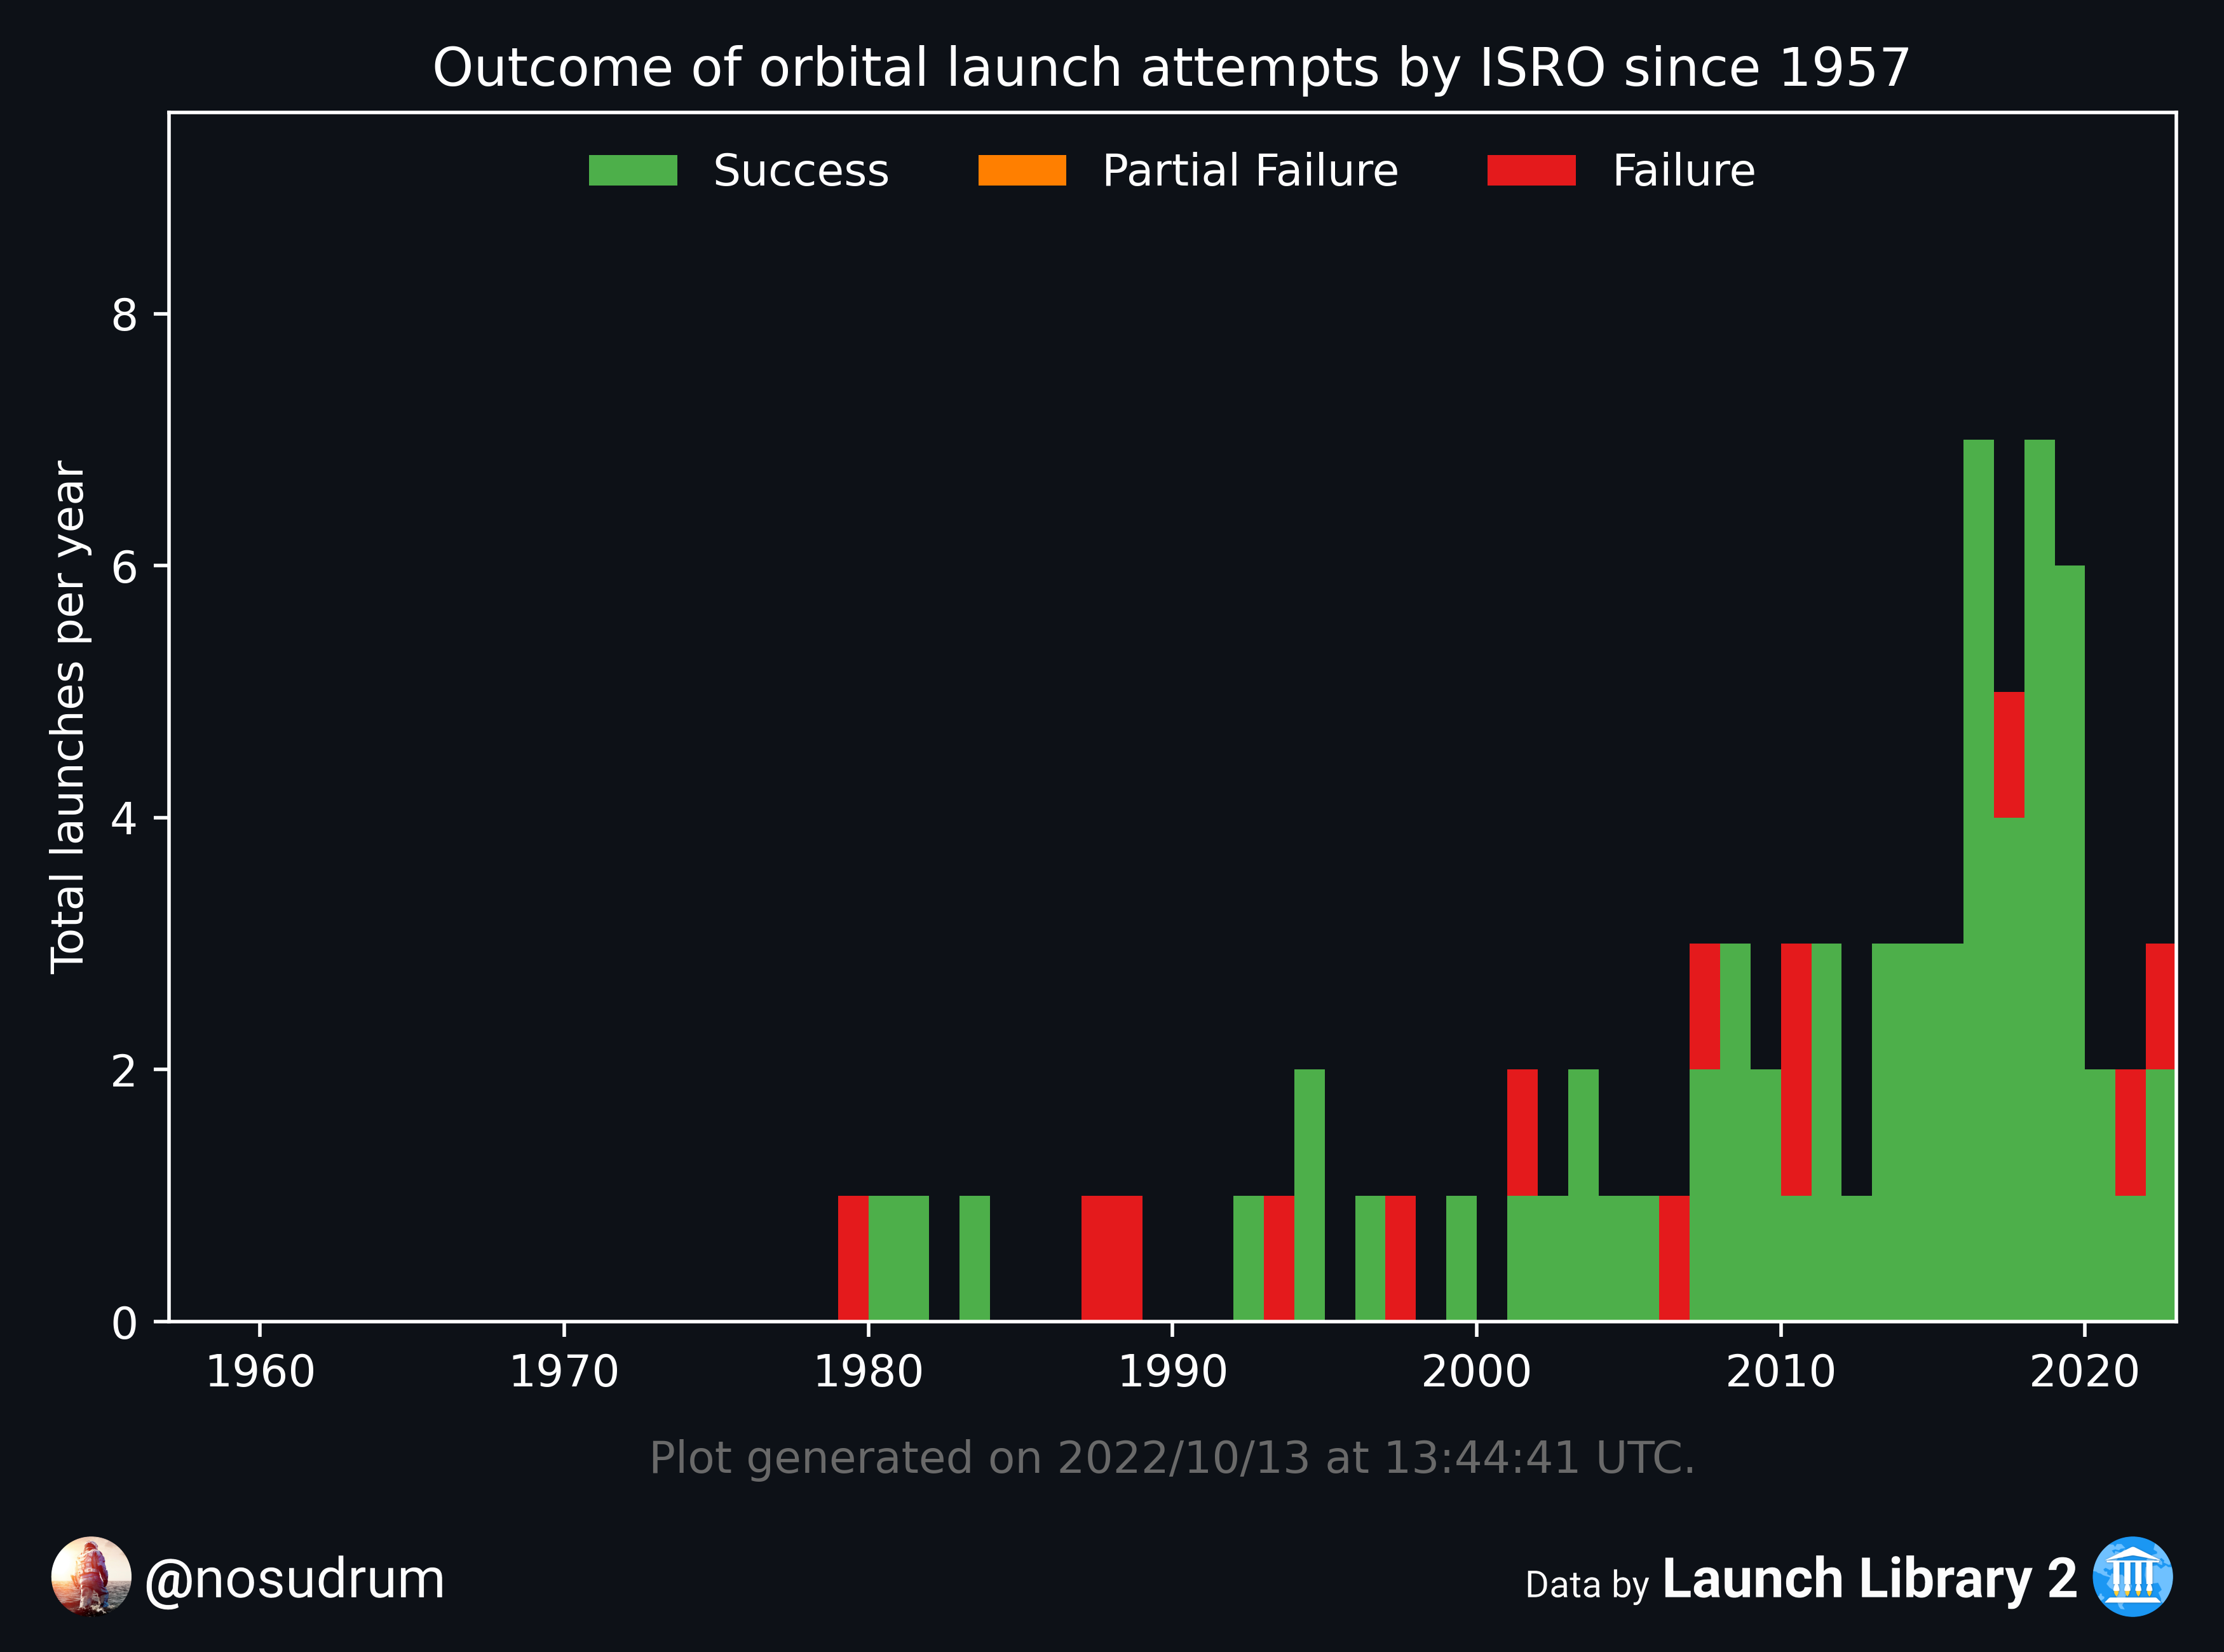 Outcome of orbital launch attempts by ISRO since 1957
Success Partial Failure Failure
Total launches per year
8
6
4
2
0
1960 1970 1980 1990 2000 2010 2020
Plot generated on 2022/10/13 at 13:44:41 UTC.
@nosudrum
Data by Launch Library 2